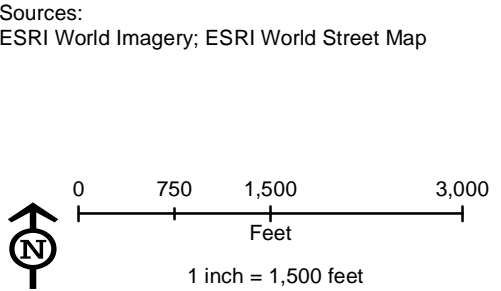 Sources:
ESRI World Imagery; ESRI World Street Map
0 750 1,500 3,000
Feet
N
1 inch = 1,500 feet